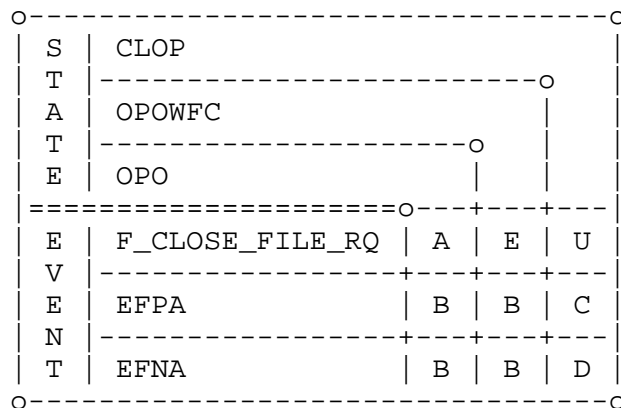 o----------------------------------------o
| S | CLOP                               |
| T |------------------------------o     |
| A | OPOWFC                       |     |
| T |-------------------------o    |     |
| E | OPO                     |    |     |
|=====================o---+---+---|
| E | F_CLOSE_FILE_RQ | A | E | U |
| V |-----------------+---+---+---|
| E | EFPA            | B | B | C |
| N |-----------------+---+---+---|
| T | EFNA            | B | B | D |
o----------------------------------------o